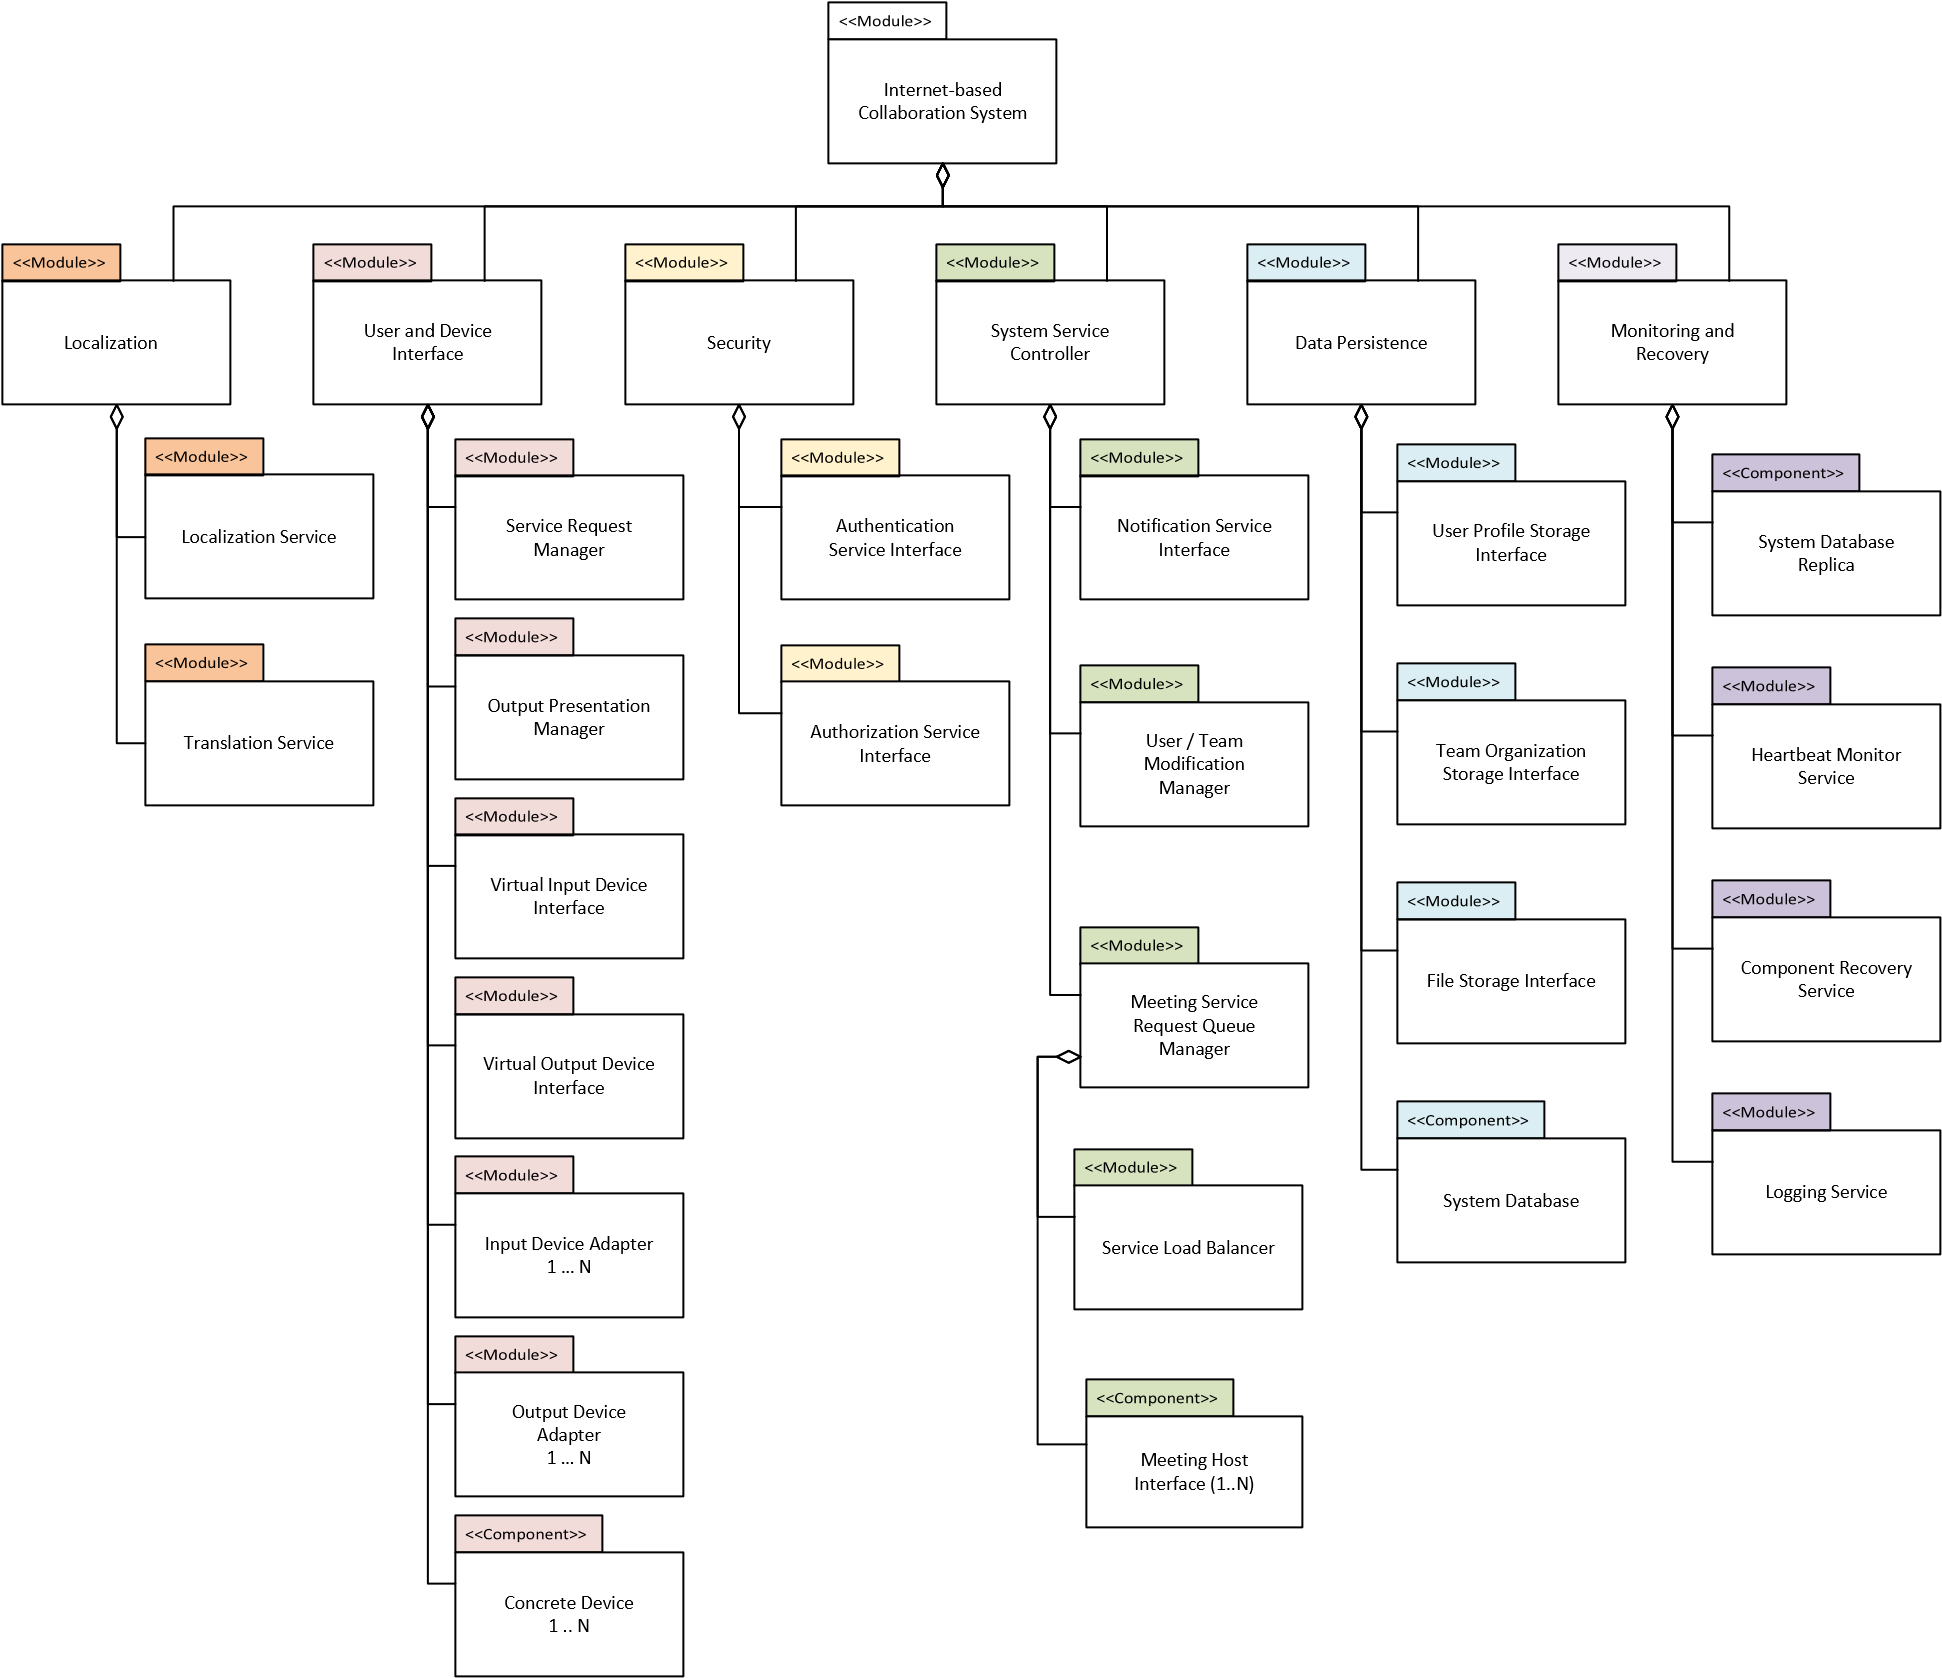 <<Module>>
Internet-based
Collaboration System
<<Module>>
Localization
<<Module>>
User and Device
Interface
<<Module>>
Security
<<Module>>
System Service
Controller
<<Module>>
Data Persistence
<<Module>>
Monitoring and
Recovery
<<Module>>
Localization Service
<<Module>>
Translation Service
<<Module>>
Service Request
Manager
<<Module>>
Output Presentation
Manager
<<Module>>
Virtual Input Device
Interface
<<Module>>
Virtual Output Device
Interface
<<Module>>
Input Device Adapter
1 ... N
<<Module>>
Output Device
Adapter
1 ... N
<<Component>>
Concrete Device
1 .. N
<<Module>>
Authentication
Service Interface
<<Module>>
Authorization Service
Interface
<<Module>>
Notification Service
Interface
<<Module>>
User / Team
Modification
Manager
<<Module>>
Meeting Service
Request Queue
Manager
<<Module>>
Service Load Balancer
<<Component>>
Meeting Host
Interface (1..N)
<<Module>>
User Profile Storage
Interface
<<Module>>
Team Organization
Storage Interface
<<Module>>
File Storage Interface
<<Component>>
System Database
<<Component>>
System Database
Replica
<<Module>>
Heartbeat Monitor
Service
<<Module>>
Component Recovery
Service
<<Module>>
Logging Service